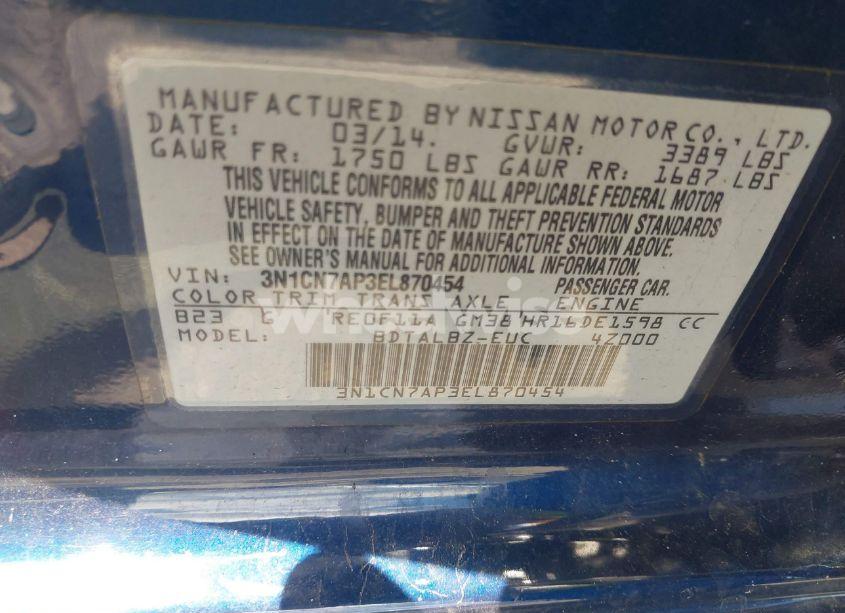 MANUFACTURED BY NISSAN MOTOR CO., LTD.
DATE: 03/14. GVWR: 3389 LBS
GAWR FR: 1750 LBS GAWR RR: 1687 LBS
THIS VEHICLE CONFORMS TO ALL APPLICABLE FEDERAL MOTOR
VEHICLE SAFETY, BUMPER AND THEFT PREVENTION STANDARDS
IN EFFECT ON THE DATE OF MANUFACTURE SHOWN ABOVE.
SEE OWNER'S MANUAL FOR ADDITIONAL INFORMATION.
VIN: 3N1CN7AP3EL870454 PASSENGER CAR.
COLOR TRIM TRANS AXLE ENGINE
B23 G RE0F11A GM38 HR16DE1598 CC
MODEL: BDTALBZ-EUC 4Z000
3N1CN7AP3EL870454